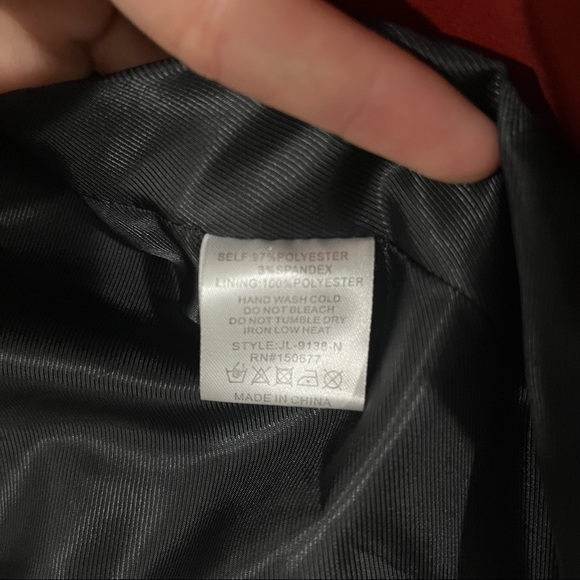 SELF:97%POLYESTER
3%SPANDEX
LINING:100%POLYESTER
HAND WASH COLD
DO NOT BLEACH
DO NOT TUMBLE DRY
IRON LOW HEAT
STYLE:JL-9138-N
RN#150677
MADE IN CHINA